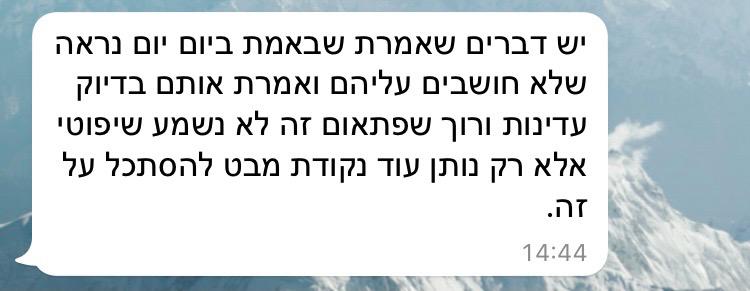 יש דברים שאמרת שבאמת ביום יום נראה
שלא חושבים עליהם ואמרת אותם בדיוק
עדינות ורוך שפתאום זה לא נשמע שיפוטי
אלא רק נותן עוד נקודת מבט להסתכל על
זה.
14:44